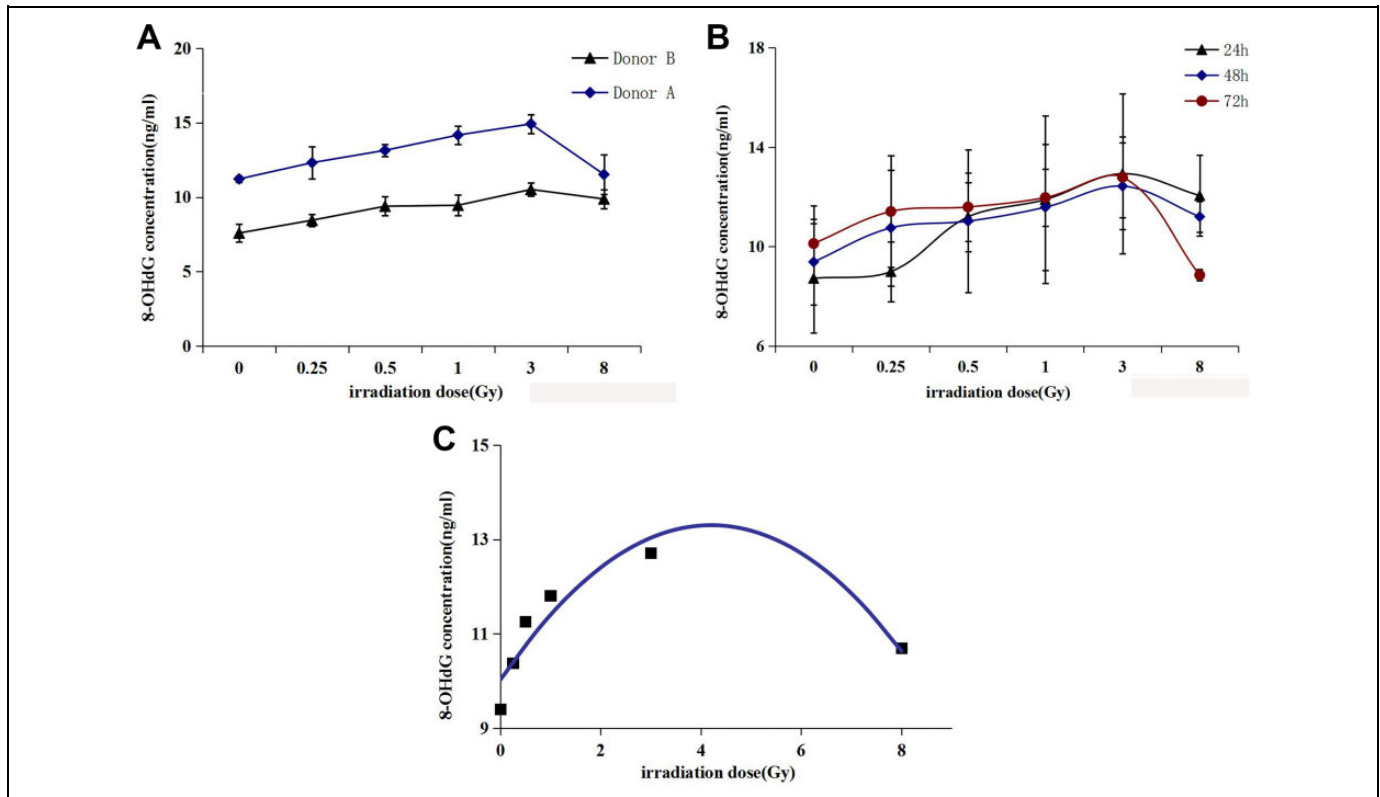 A
20
15
10
5
0
8-OHdG concentration(ng/ml)
Donor B
Donor A
0 0.25 0.5 1 3 8
irradiation dose(Gy)
B
18
14
10
6
8-OHdG concentration(ng/ml)
24h
48h
72h
0 0.25 0.5 1 3 8
irradiation dose(Gy)
C
15
13
11
9
8-OHdG concentration(ng/ml)
0 2 4 6 8
irradiation dose(Gy)